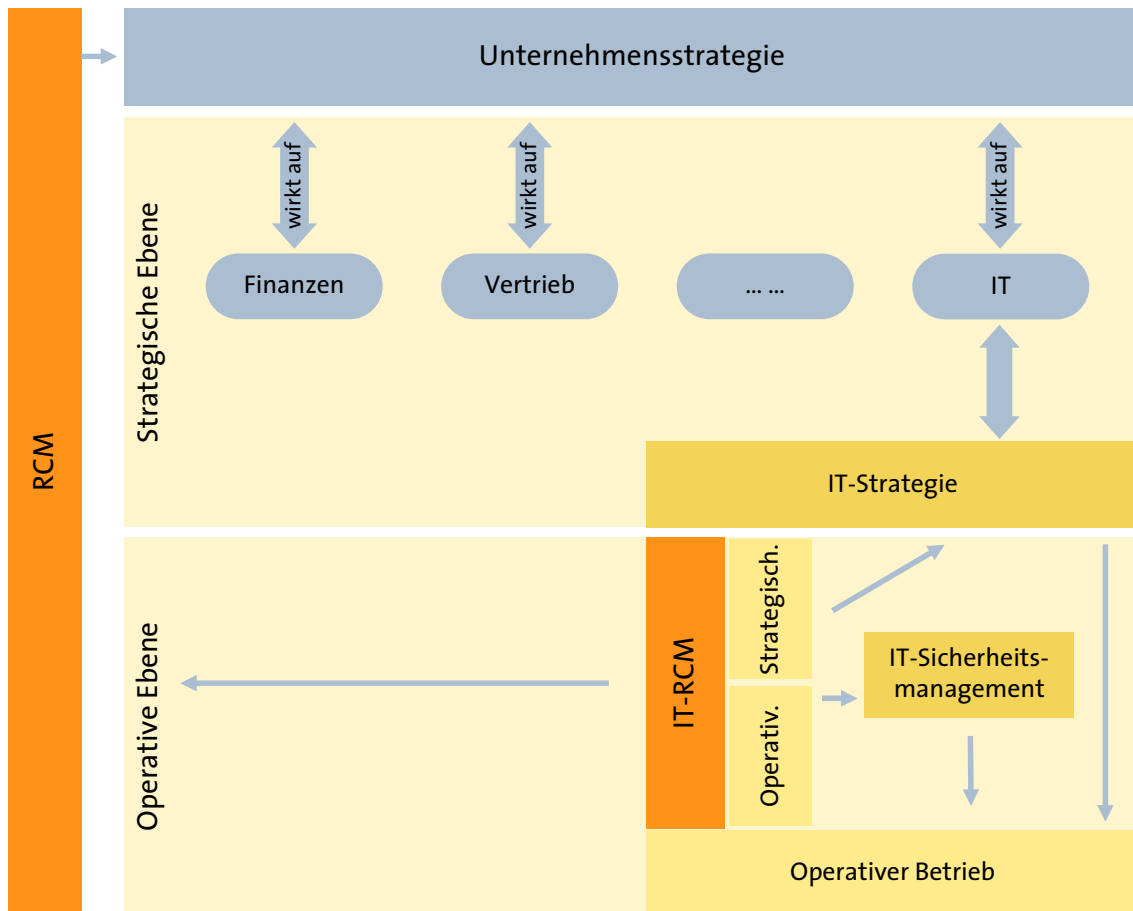 RCM
Unternehmensstrategie
Strategische Ebene
wirkt auf
wirkt auf
wirkt auf
Finanzen
Vertrieb
... ...
IT
IT-Strategie
Operative Ebene
IT-RCM
Strategisch.
Operativ.
IT-Sicherheits-
management
Operativer Betrieb